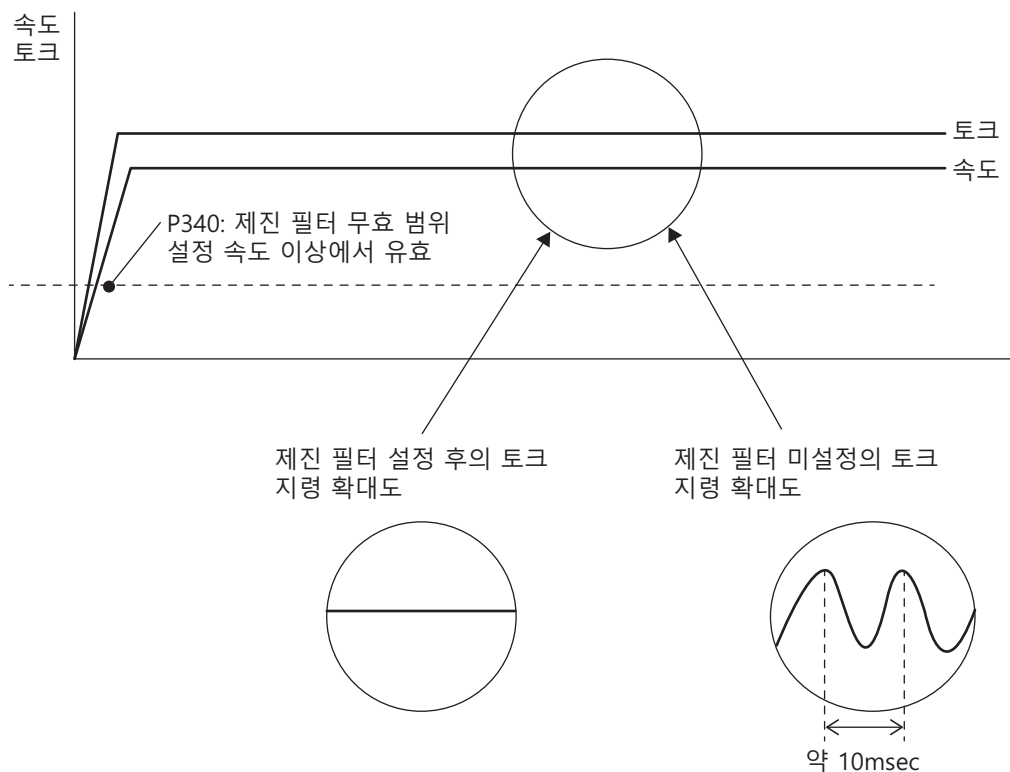 속도
토크
토크
속도
P340: 제진 필터 무효 범위
설정 속도 이상에서 유효
제진 필터 설정 후의 토크
지령 확대도
제진 필터 미설정의 토크
지령 확대도
약 10msec